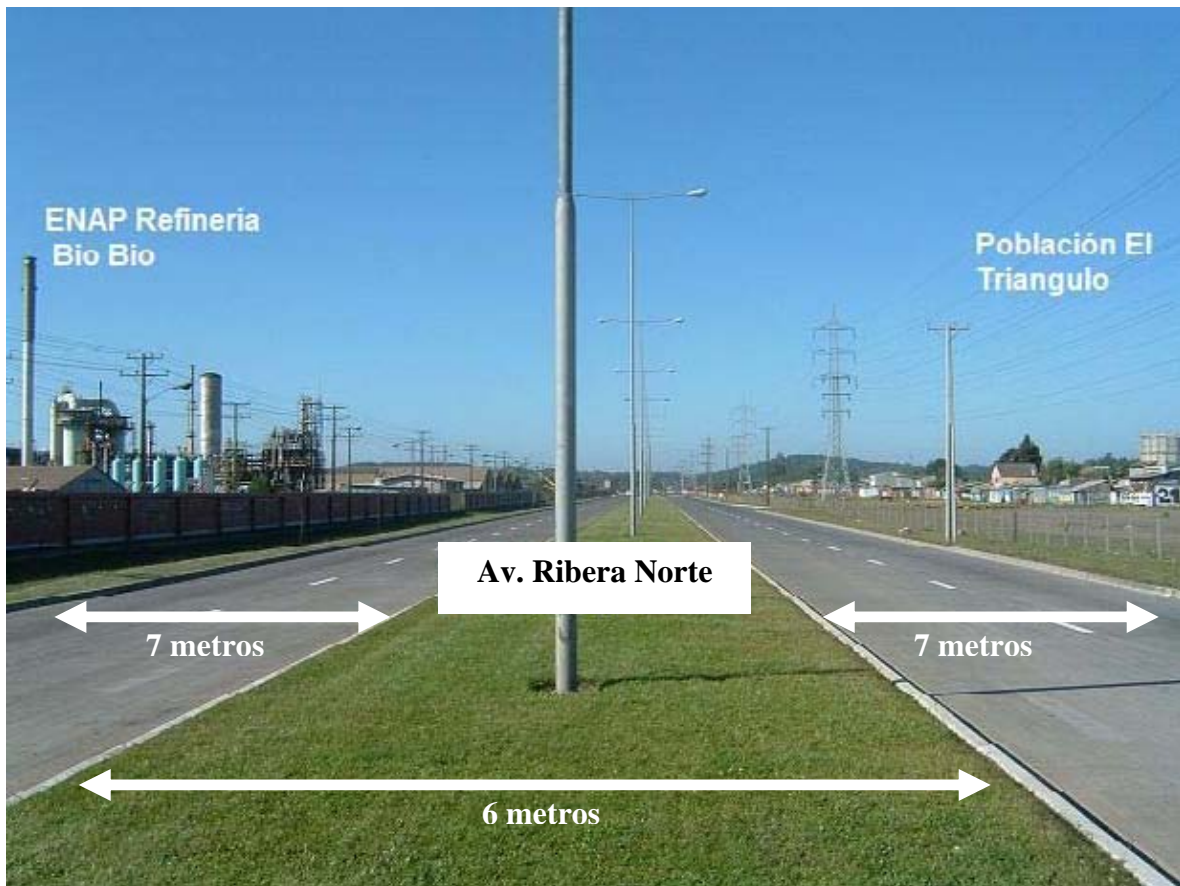 ENAP Refineria
Bio Bio
Población El
Triangulo
Av. Ribera Norte
7 metros
7 metros
6 metros